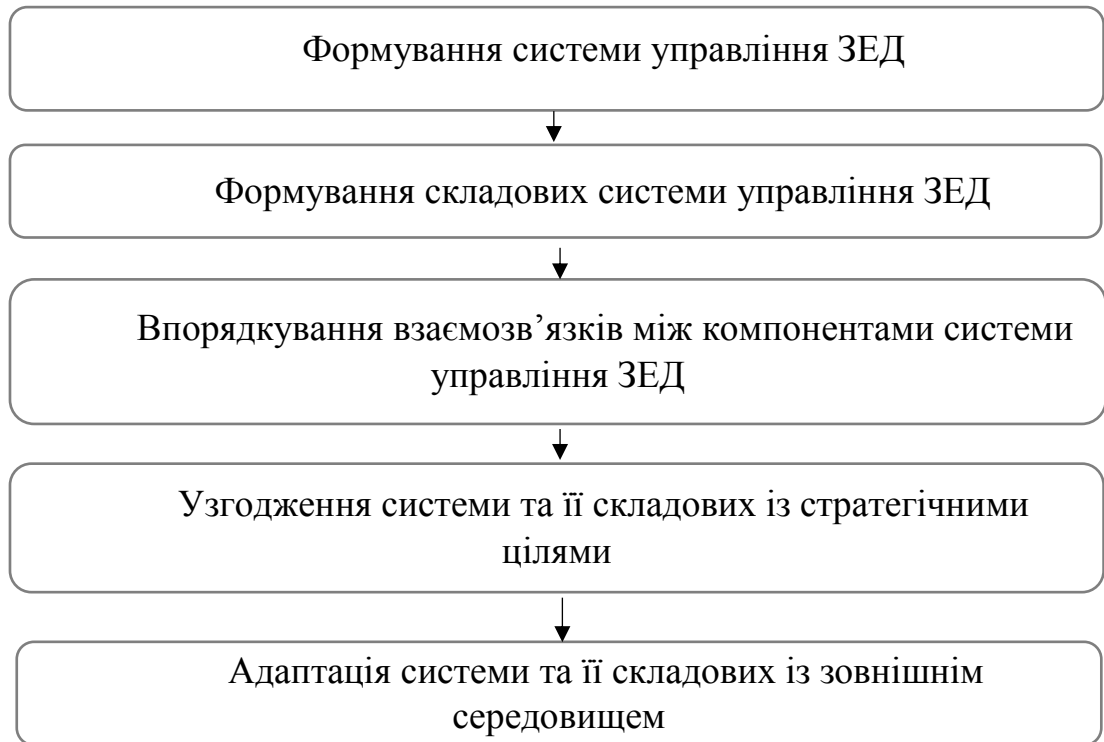 Формування системи управління ЗЕД
Формування складових системи управління ЗЕД
Впорядкування взаємозв’язків між компонентами системи
управління ЗЕД
Узгодження системи та її складових із стратегічними
цілями
Адаптація системи та її складових із зовнішнім
середовищем